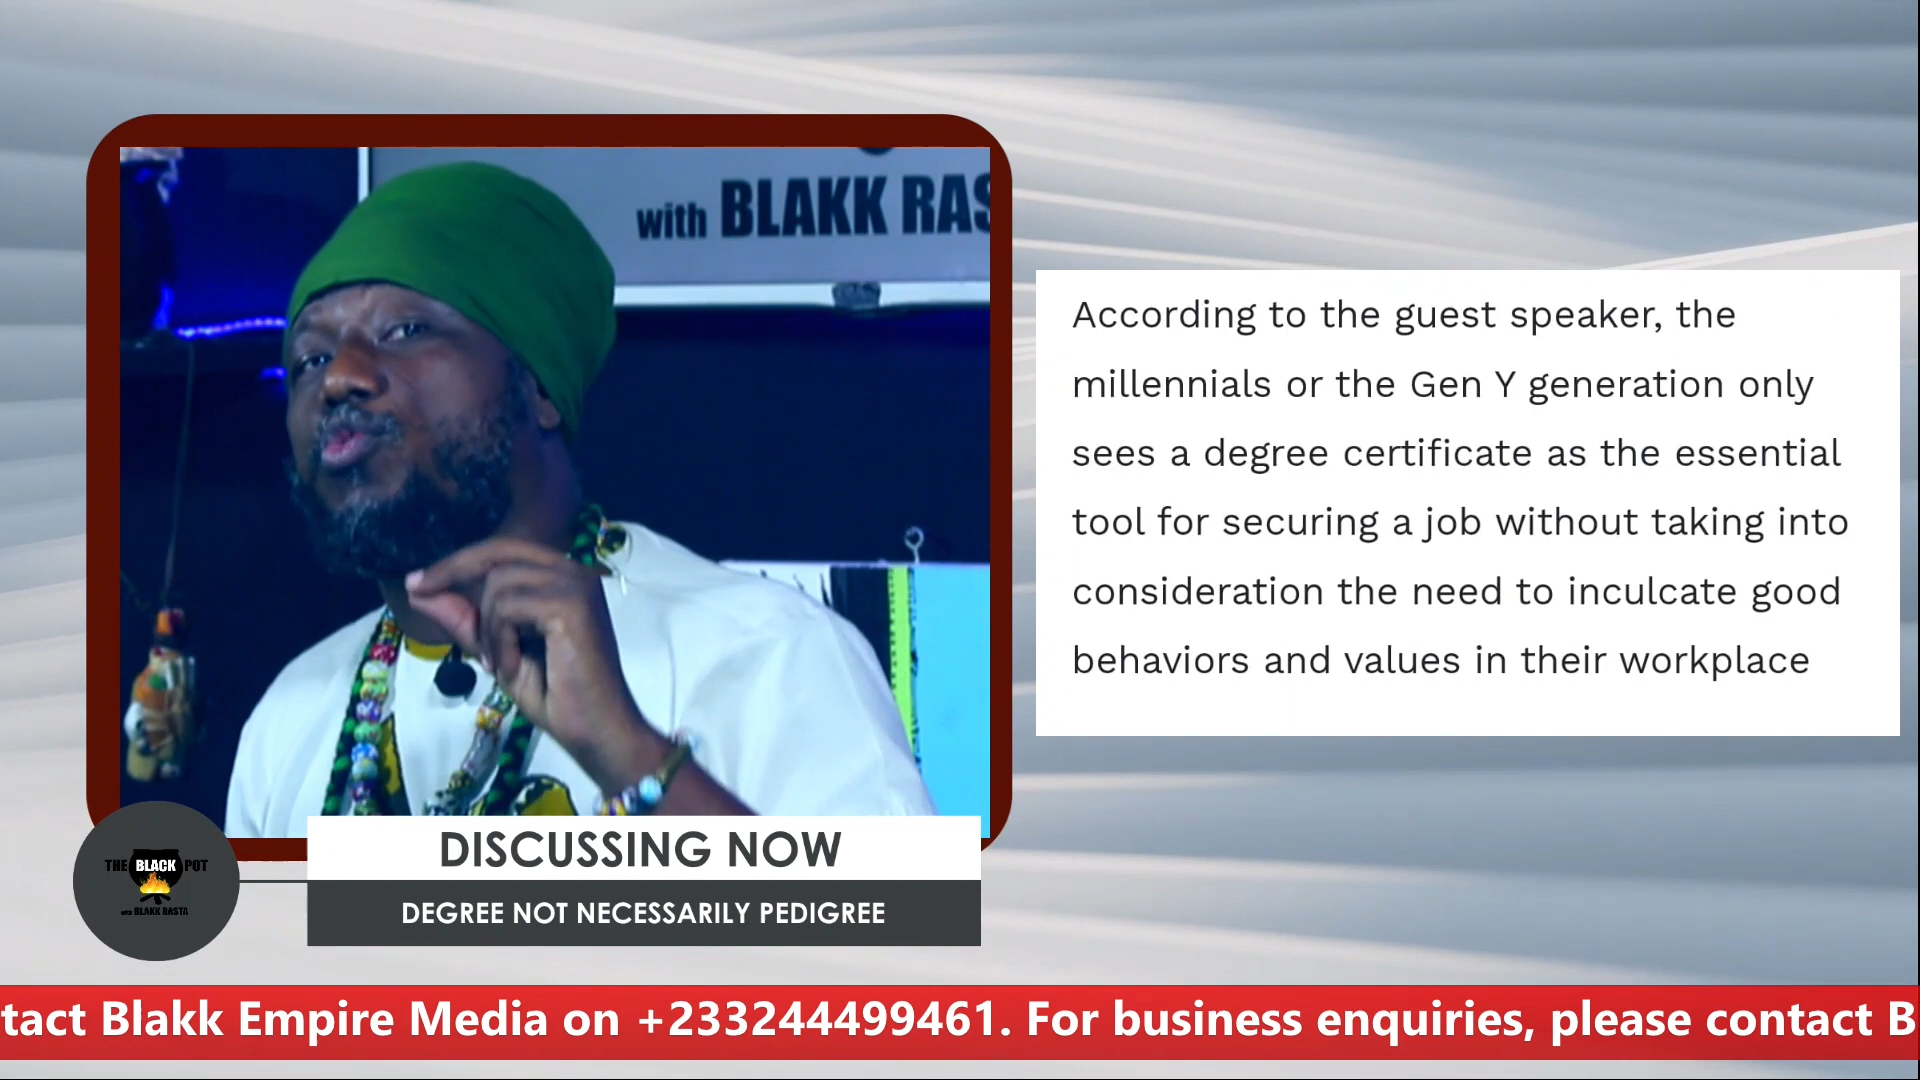 with BLAKK RAS
According to the guest speaker, the
millennials or the Gen Y generation only
sees a degree certificate as the essential
tool for securing a job without taking into
consideration the need to inculcate good
behaviors and values in their workplace
DISCUSSING NOW
DEGREE NOT NECESSARILY PEDIGREE
THE BLACK POT
with BLAKK RASTA
tact Blakk Empire Media on +233244499461. For business enquiries, please contact B